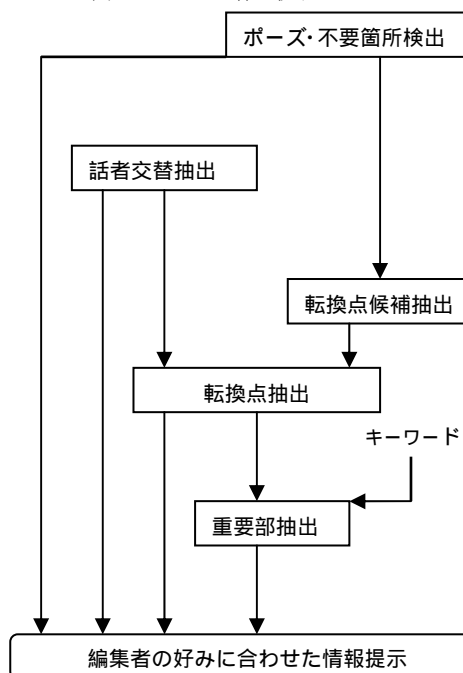 ポーズ・不要箇所検出
話者交替抽出
転換点候補抽出
転換点抽出
キーワード
重要部抽出
編集者の好みに合わせた情報提示